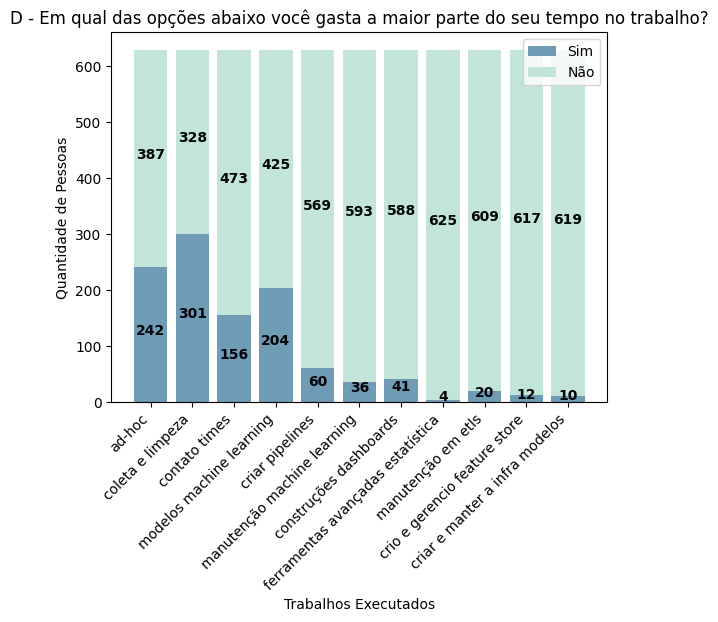 D - Em qual das opções abaixo você gasta a maior parte do seu tempo no trabalho?
Sim
Não
Quantidade de Pessoas
600
500
400
300
200
100
0
387
328
473
425
569
593
588
625
609
617
619
242
301
156
204
60
36
41
4
20
12
10
ad-hoc
coleta e limpeza
contato times
modelos machine learning
criar pipelines
manutenção machine learning
construções dashboards
ferramentas avançadas estatística
manutenção em etls
crio e gerencio feature store
criar e manter a infra modelos
Trabalhos Executados